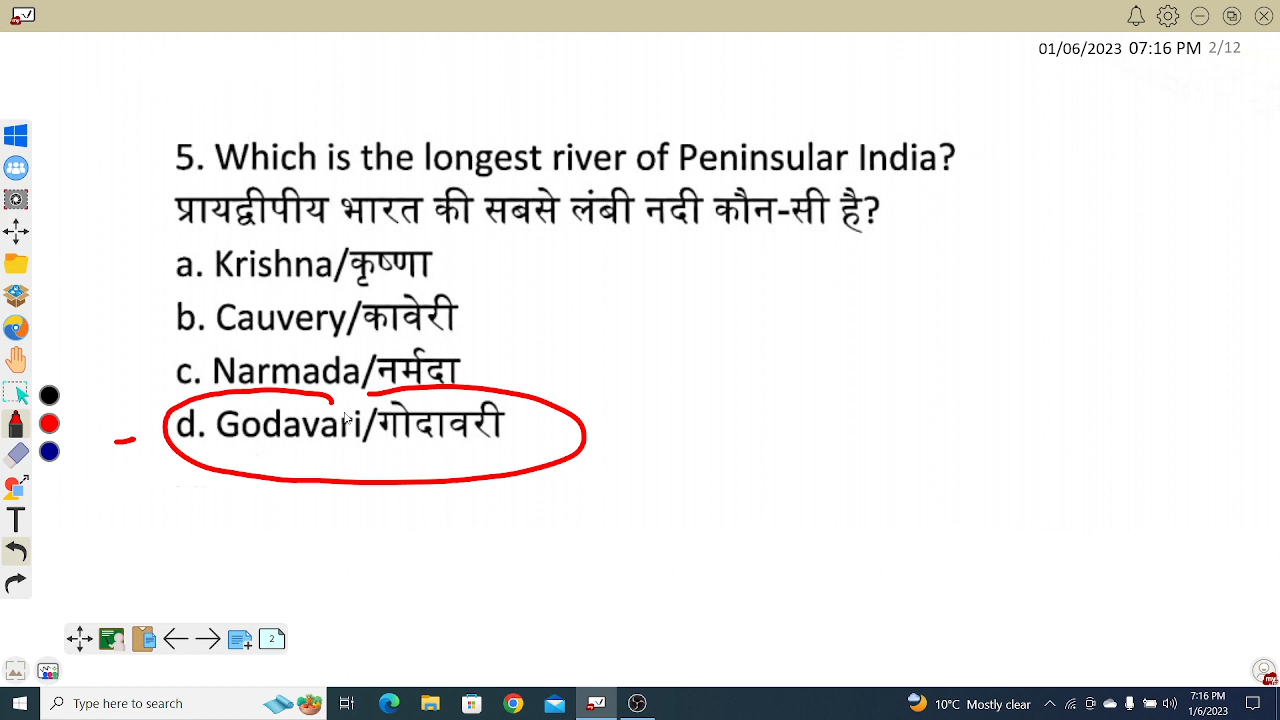 01/06/2023 07:16 PM 2/12
5. Which is the longest river of Peninsular India?
प्रायद्वीपीय भारत की सबसे लंबी नदी कौन-सी है?
a. Krishna/कृष्णा
b. Cauvery/कावेरी
c. Narmada/नर्मदा
d. Godavari/गोदावरी
T
2
Type here to search
10°C Mostly clear
7:16 PM
1/6/2023